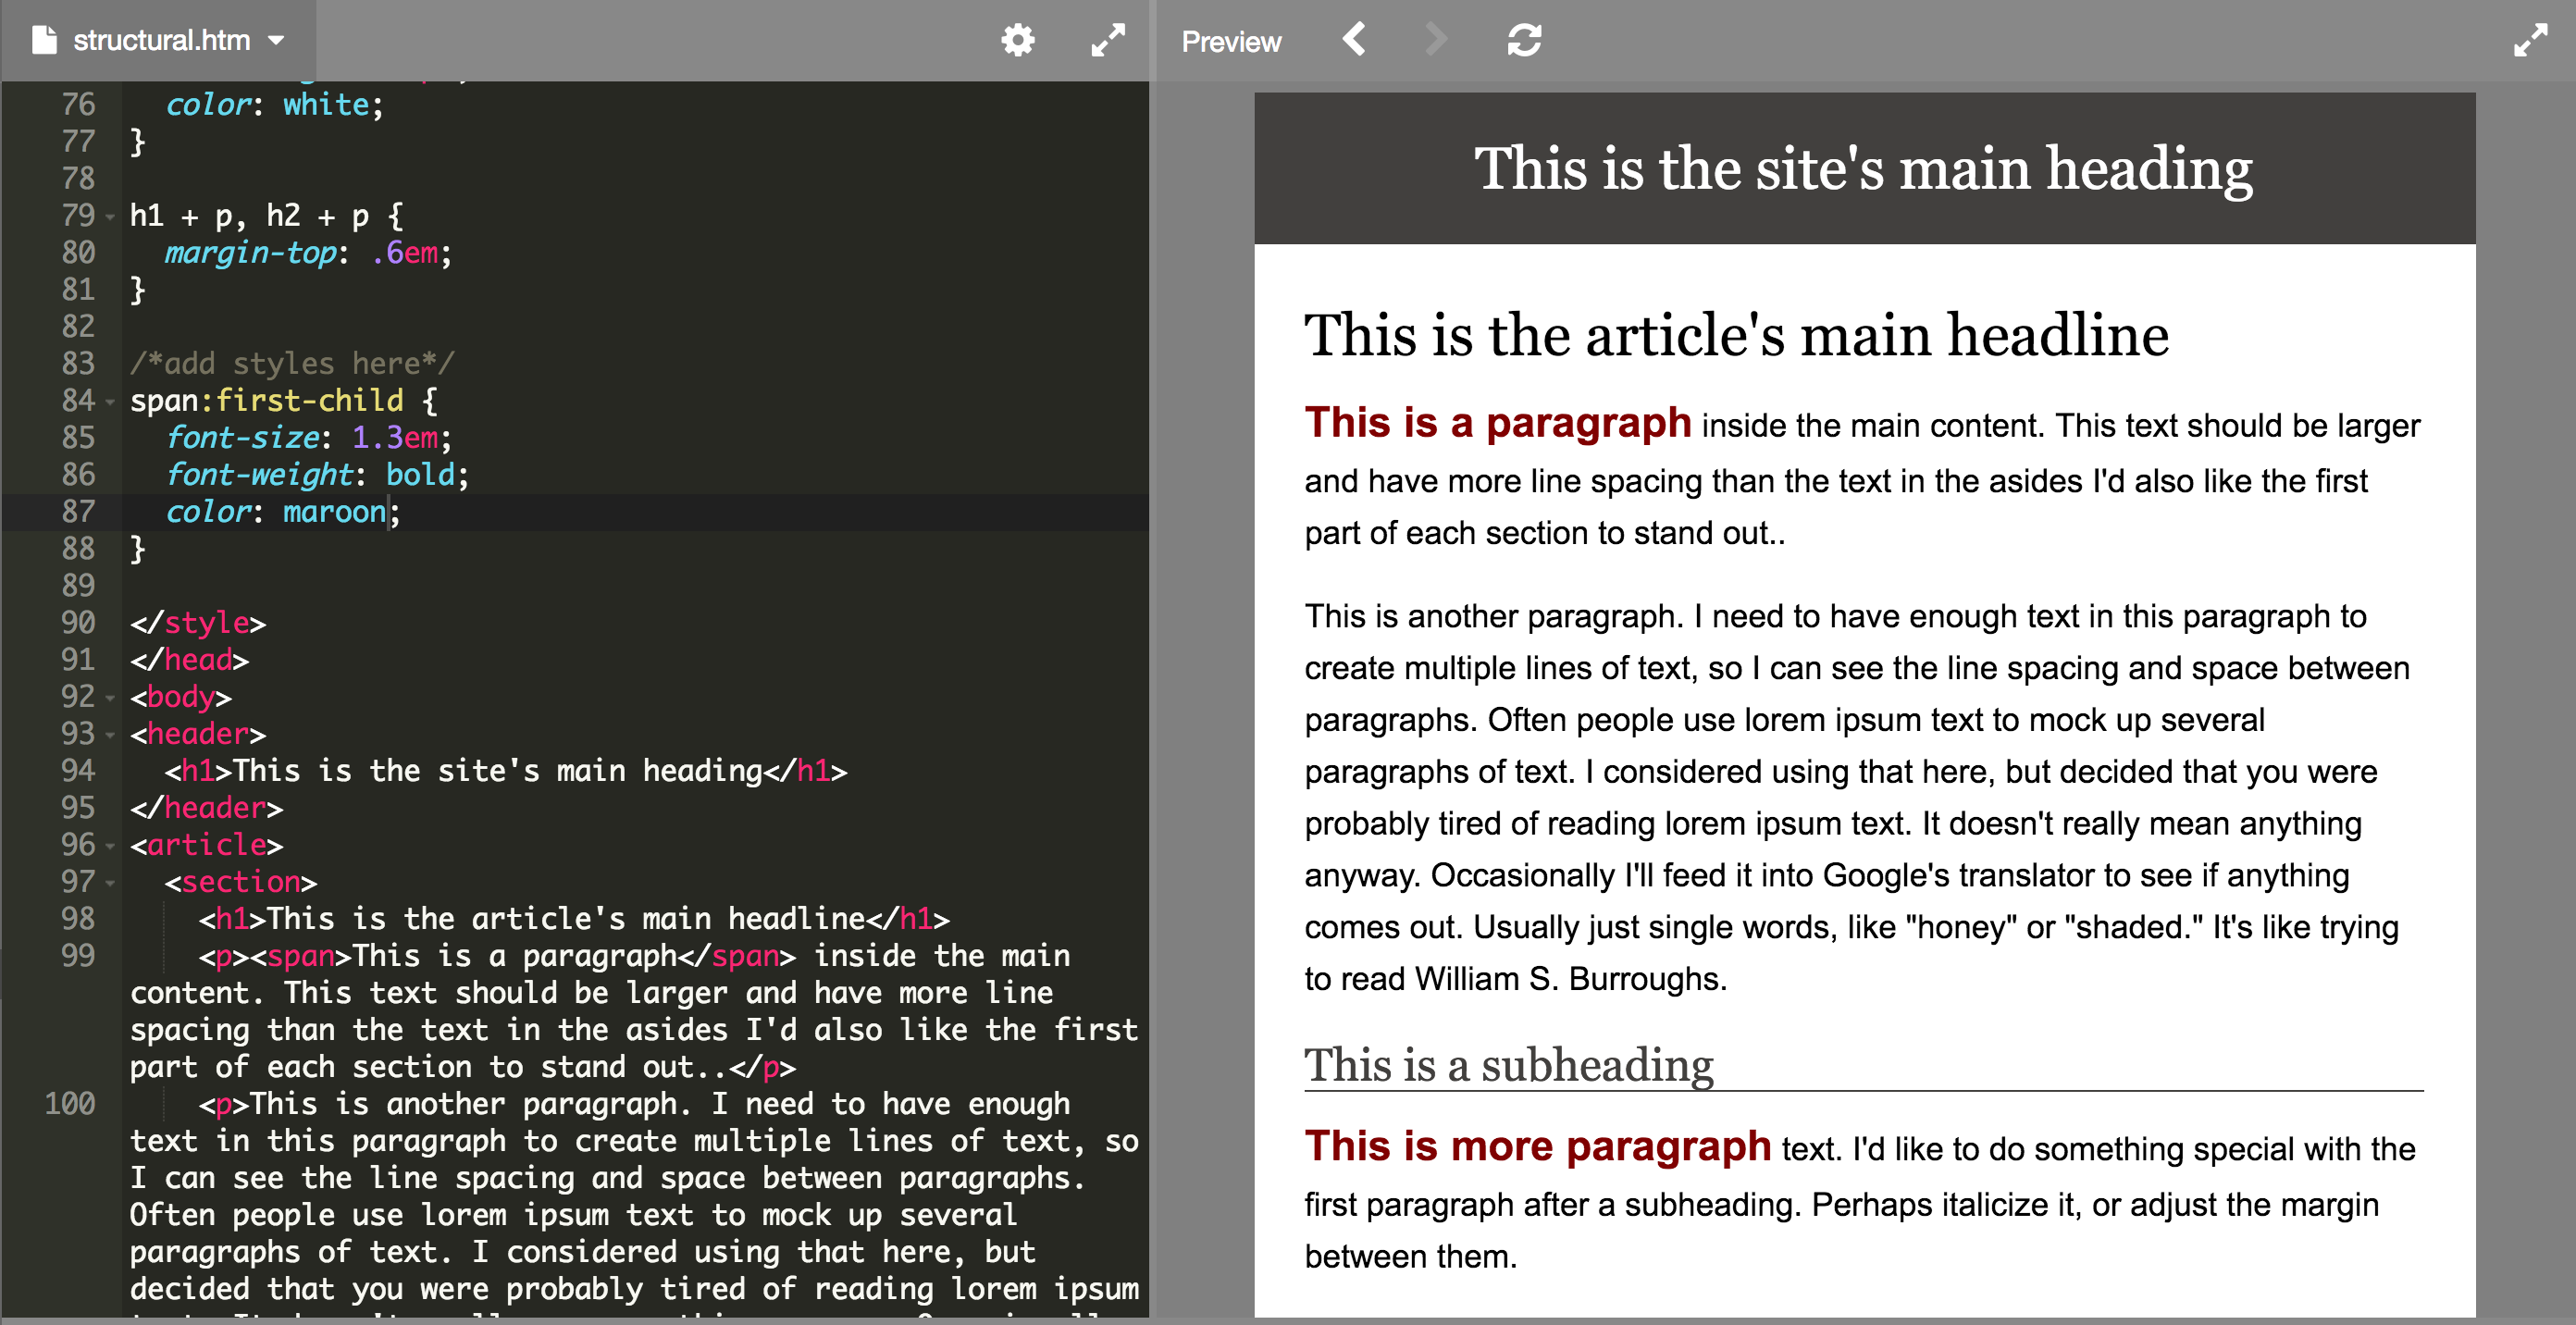 structural.htm
76 color: white;
77 }
78
79 h1 + p, h2 + p {
80 margin-top: .6em;
81 }
82
83 /*add styles here*/
84 span:first-child {
85 font-size: 1.3em;
86 font-weight: bold;
87 color: maroon;
88 }
89
90 </style>
91 </head>
92 <body>
93 <header>
94 <h1>This is the site's main heading</h1>
95 </header>
96 <article>
97 <section>
98 <h1>This is the article's main headline</h1>
99 <p><span>This is a paragraph</span> inside the main
content. This text should be larger and have more line
spacing than the text in the asides I'd also like the first
part of each section to stand out..</p>
100 <p>This is another paragraph. I need to have enough
text in this paragraph to create multiple lines of text, so
I can see the line spacing and space between paragraphs.
Often people use lorem ipsum text to mock up several
paragraphs of text. I considered using that here, but
decided that you were probably tired of reading lorem ipsum
Preview
This is the site's main heading
This is the article's main headline
This is a paragraph inside the main content. This text should be larger
and have more line spacing than the text in the asides I'd also like the first
part of each section to stand out..
This is another paragraph. I need to have enough text in this paragraph to
create multiple lines of text, so I can see the line spacing and space between
paragraphs. Often people use lorem ipsum text to mock up several
paragraphs of text. I considered using that here, but decided that you were
probably tired of reading lorem ipsum text. It doesn't really mean anything
anyway. Occasionally I'll feed it into Google's translator to see if anything
comes out. Usually just single words, like "honey" or "shaded." It's like trying
to read William S. Burroughs.
This is a subheading
This is more paragraph text. I'd like to do something special with the
first paragraph after a subheading. Perhaps italicize it, or adjust the margin
between them.